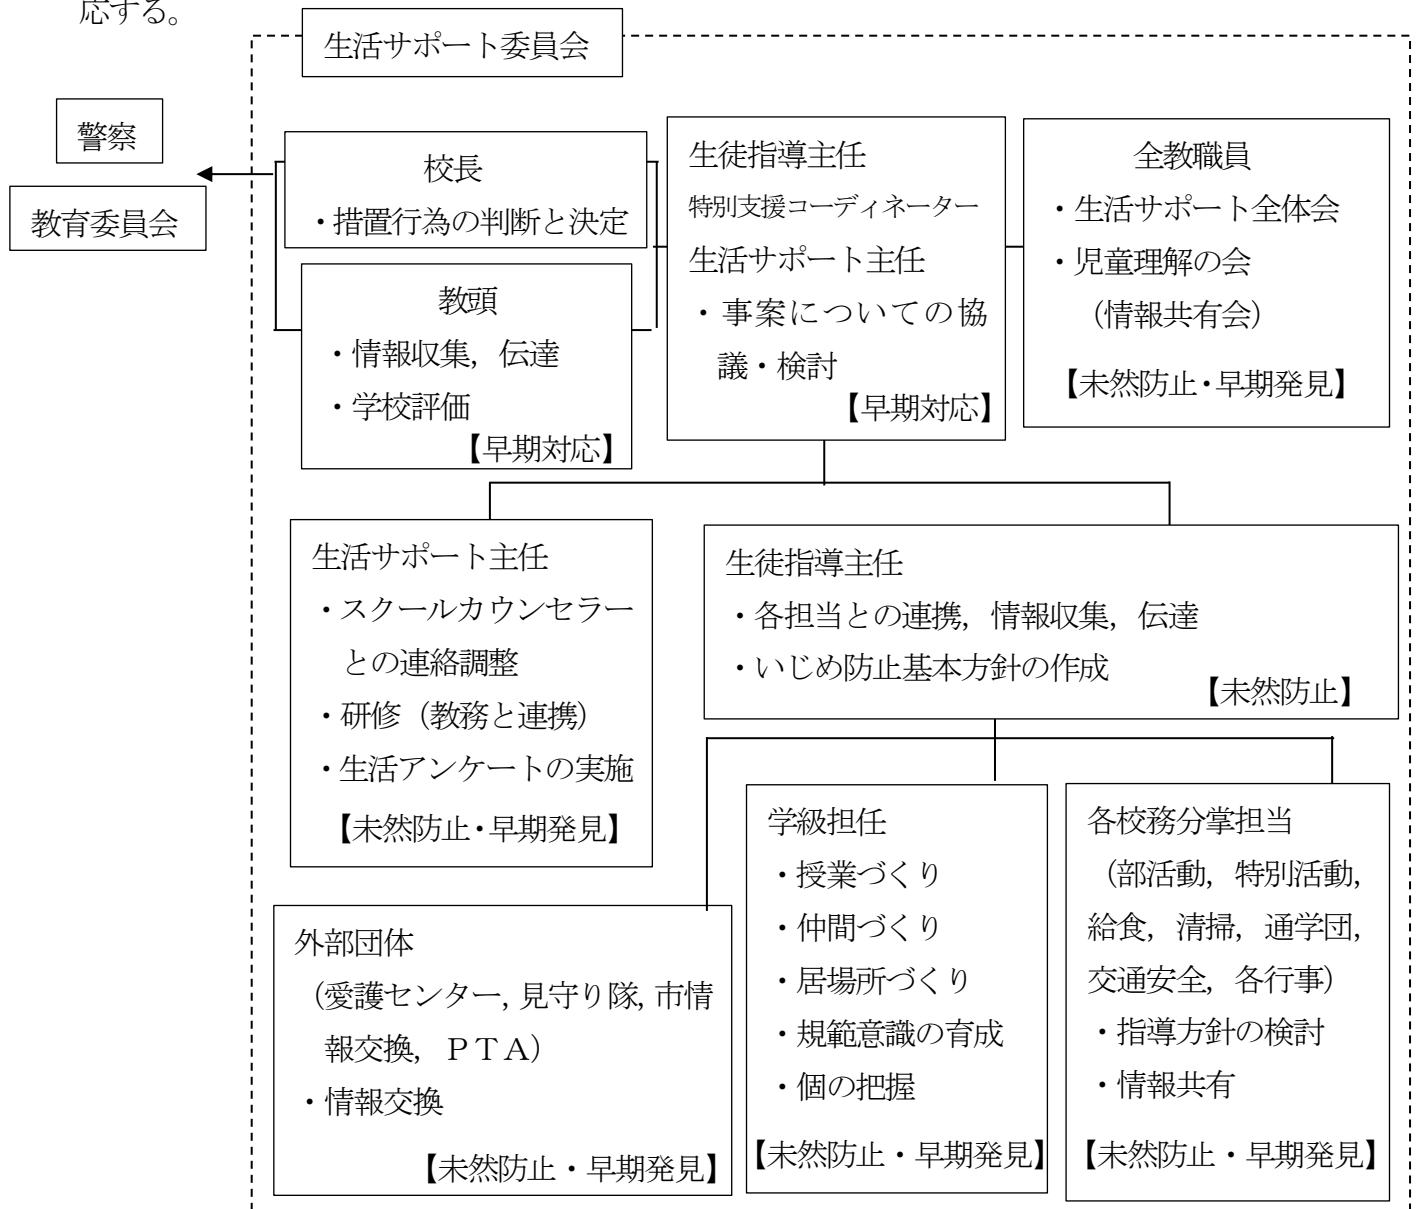 応する。
生活サポート委員会
警察
教育委員会
校長
・措置行為の判断と決定
教頭
・情報収集，伝達
・学校評価
【早期対応】
生徒指導主任
特別支援コーディネーター
生活サポート主任
・事案についての協
議・検討
【早期対応】
全教職員
・生活サポート全体会
・児童理解の会
（情報共有会）
【未然防止・早期発見】
生活サポート主任
・スクールカウンセラー
との連絡調整
・研修（教務と連携）
・生活アンケートの実施
【未然防止・早期発見】
生徒指導主任
・各担当との連携，情報収集，伝達
・いじめ防止基本方針の作成
【未然防止】
外部団体
（愛護センター，見守り隊，市情
報交換，ＰＴＡ）
・情報交換
【未然防止・早期発見】
学級担任
・授業づくり
・仲間づくり
・居場所づくり
・規範意識の育成
・個の把握
【未然防止・早期発見】
各校務分掌担当
（部活動，特別活動，
給食，清掃，通学団，
交通安全，各行事）
・指導方針の検討
・情報共有
【未然防止・早期発見】